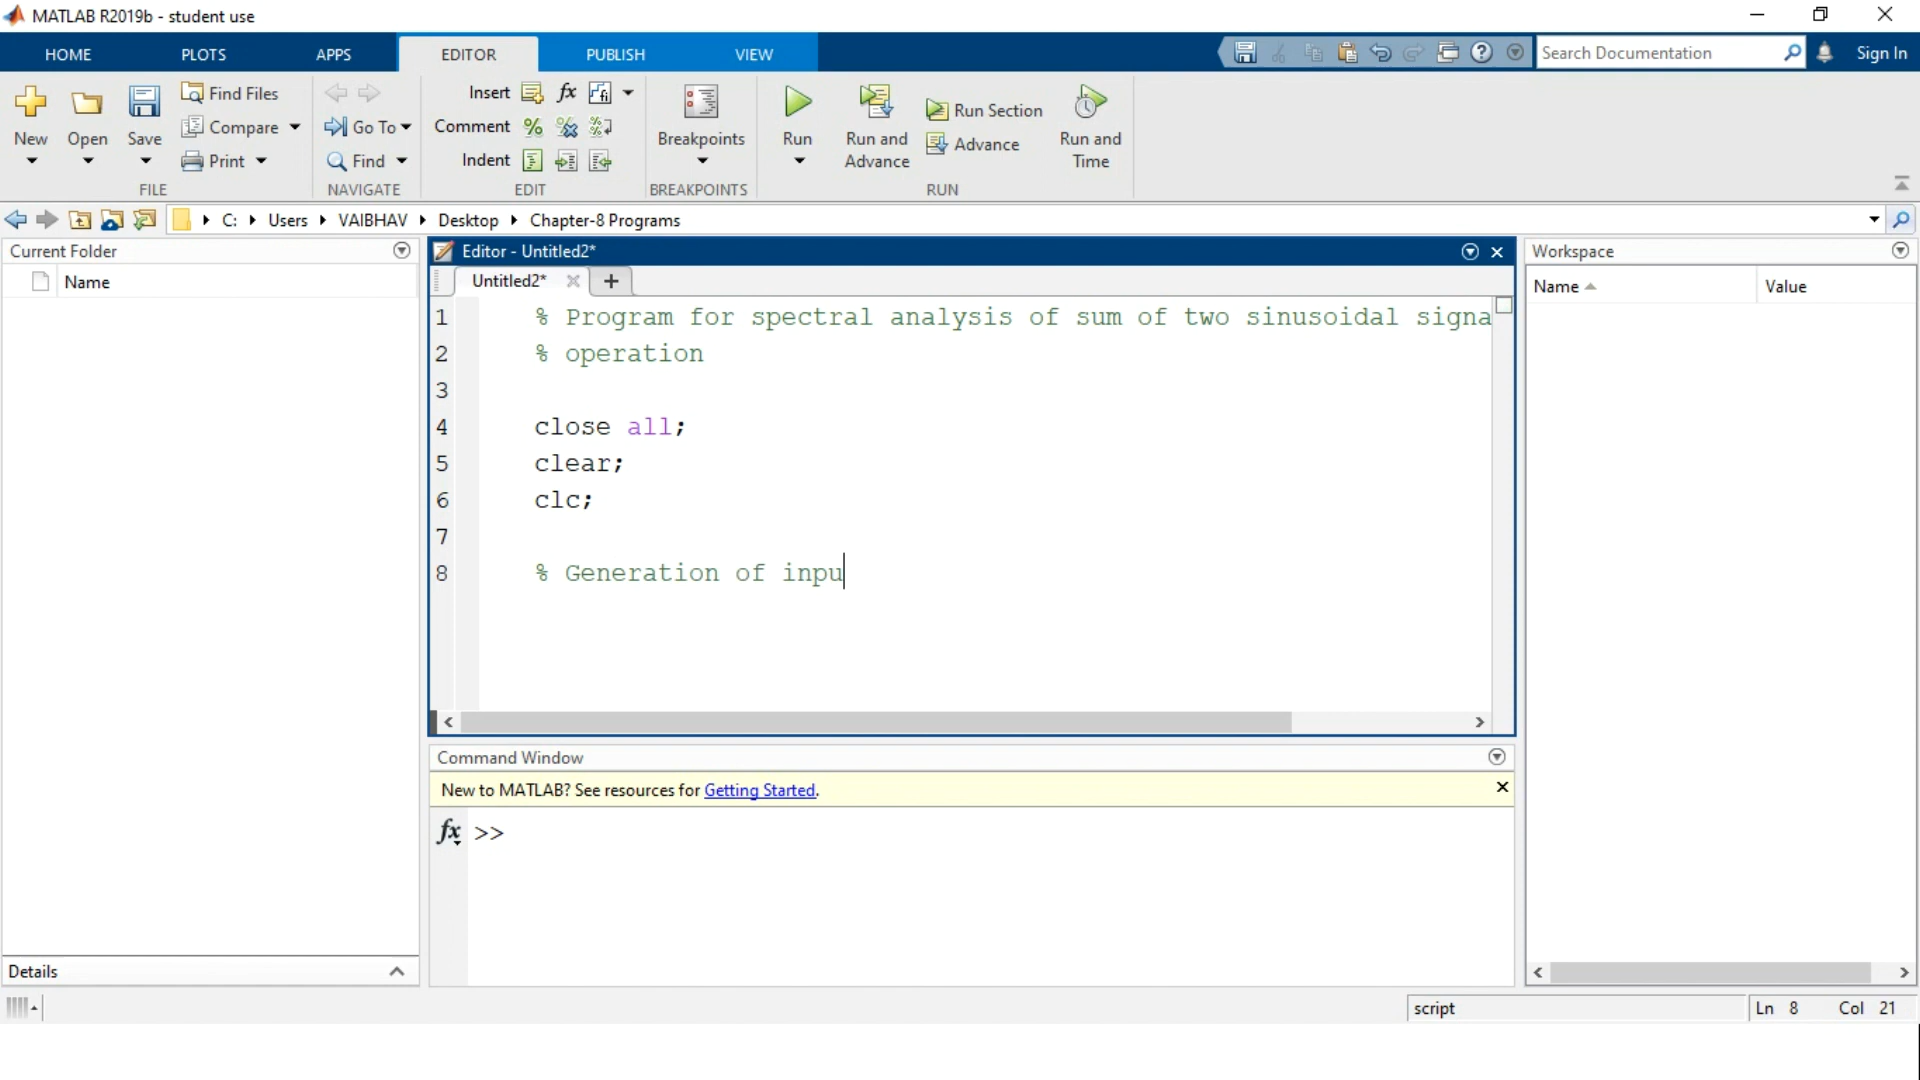 MATLAB R2019b - student use
HOME PLOTS APPS EDITOR PUBLISH VIEW Search Documentation Sign In
New Open Save Find Files Compare Print FILE
Go To Find NAVIGATE
Insert fx Comment Indent EDIT
Breakpoints BREAKPOINTS
Run Run and Advance Run Section Advance Run and Time RUN
C: Users VAIBHAV Desktop Chapter-8 Programs
Current Folder
Name
Editor - Untitled2*
Untitled2* +
1 % Program for spectral analysis of sum of two sinusoidal signa
2 % operation
3
4 close all;
5 clear;
6 clc;
7
8 % Generation of inpu
Command Window
New to MATLAB? See resources for Getting Started.
fx >>
Workspace
Name Value
Details
script Ln 8 Col 21